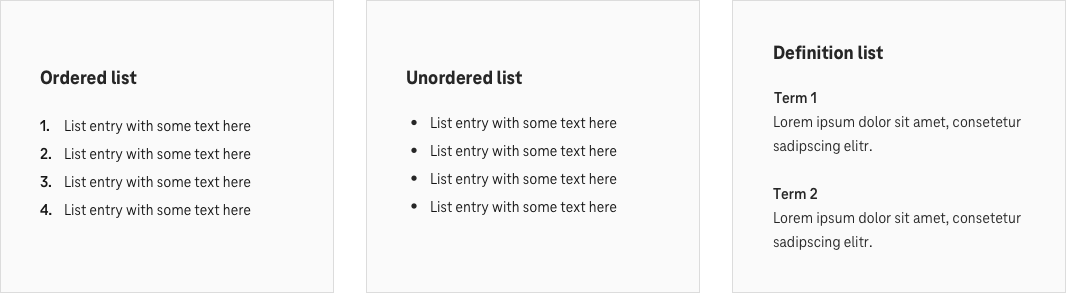 Ordered list
1. List entry with some text here
2. List entry with some text here
3. List entry with some text here
4. List entry with some text here
Unordered list
• List entry with some text here
• List entry with some text here
• List entry with some text here
• List entry with some text here
Definition list
Term 1
Lorem ipsum dolor sit amet, consetetur
sadipscing elitr.
Term 2
Lorem ipsum dolor sit amet, consetetur
sadipscing elitr.